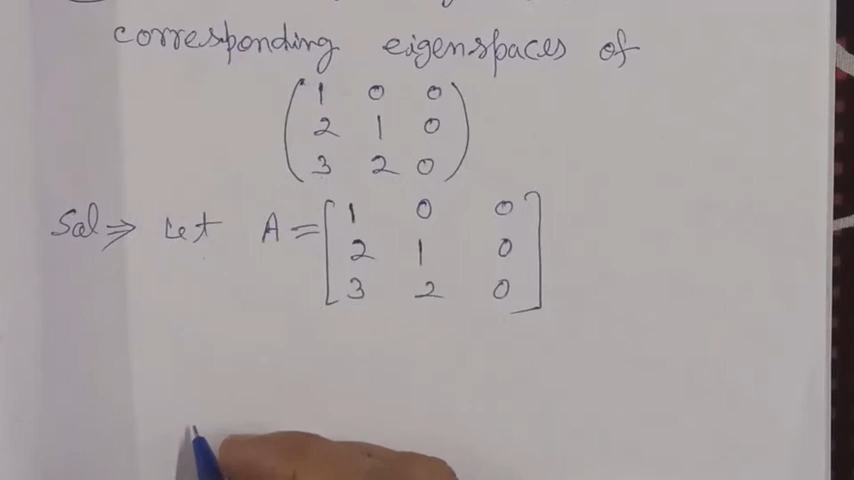 corresponding eigenspaces of
1 0 0
2 1 0
3 2 0
Sol ⇒ Let A = [1 0 0
2 1 0
3 2 0]